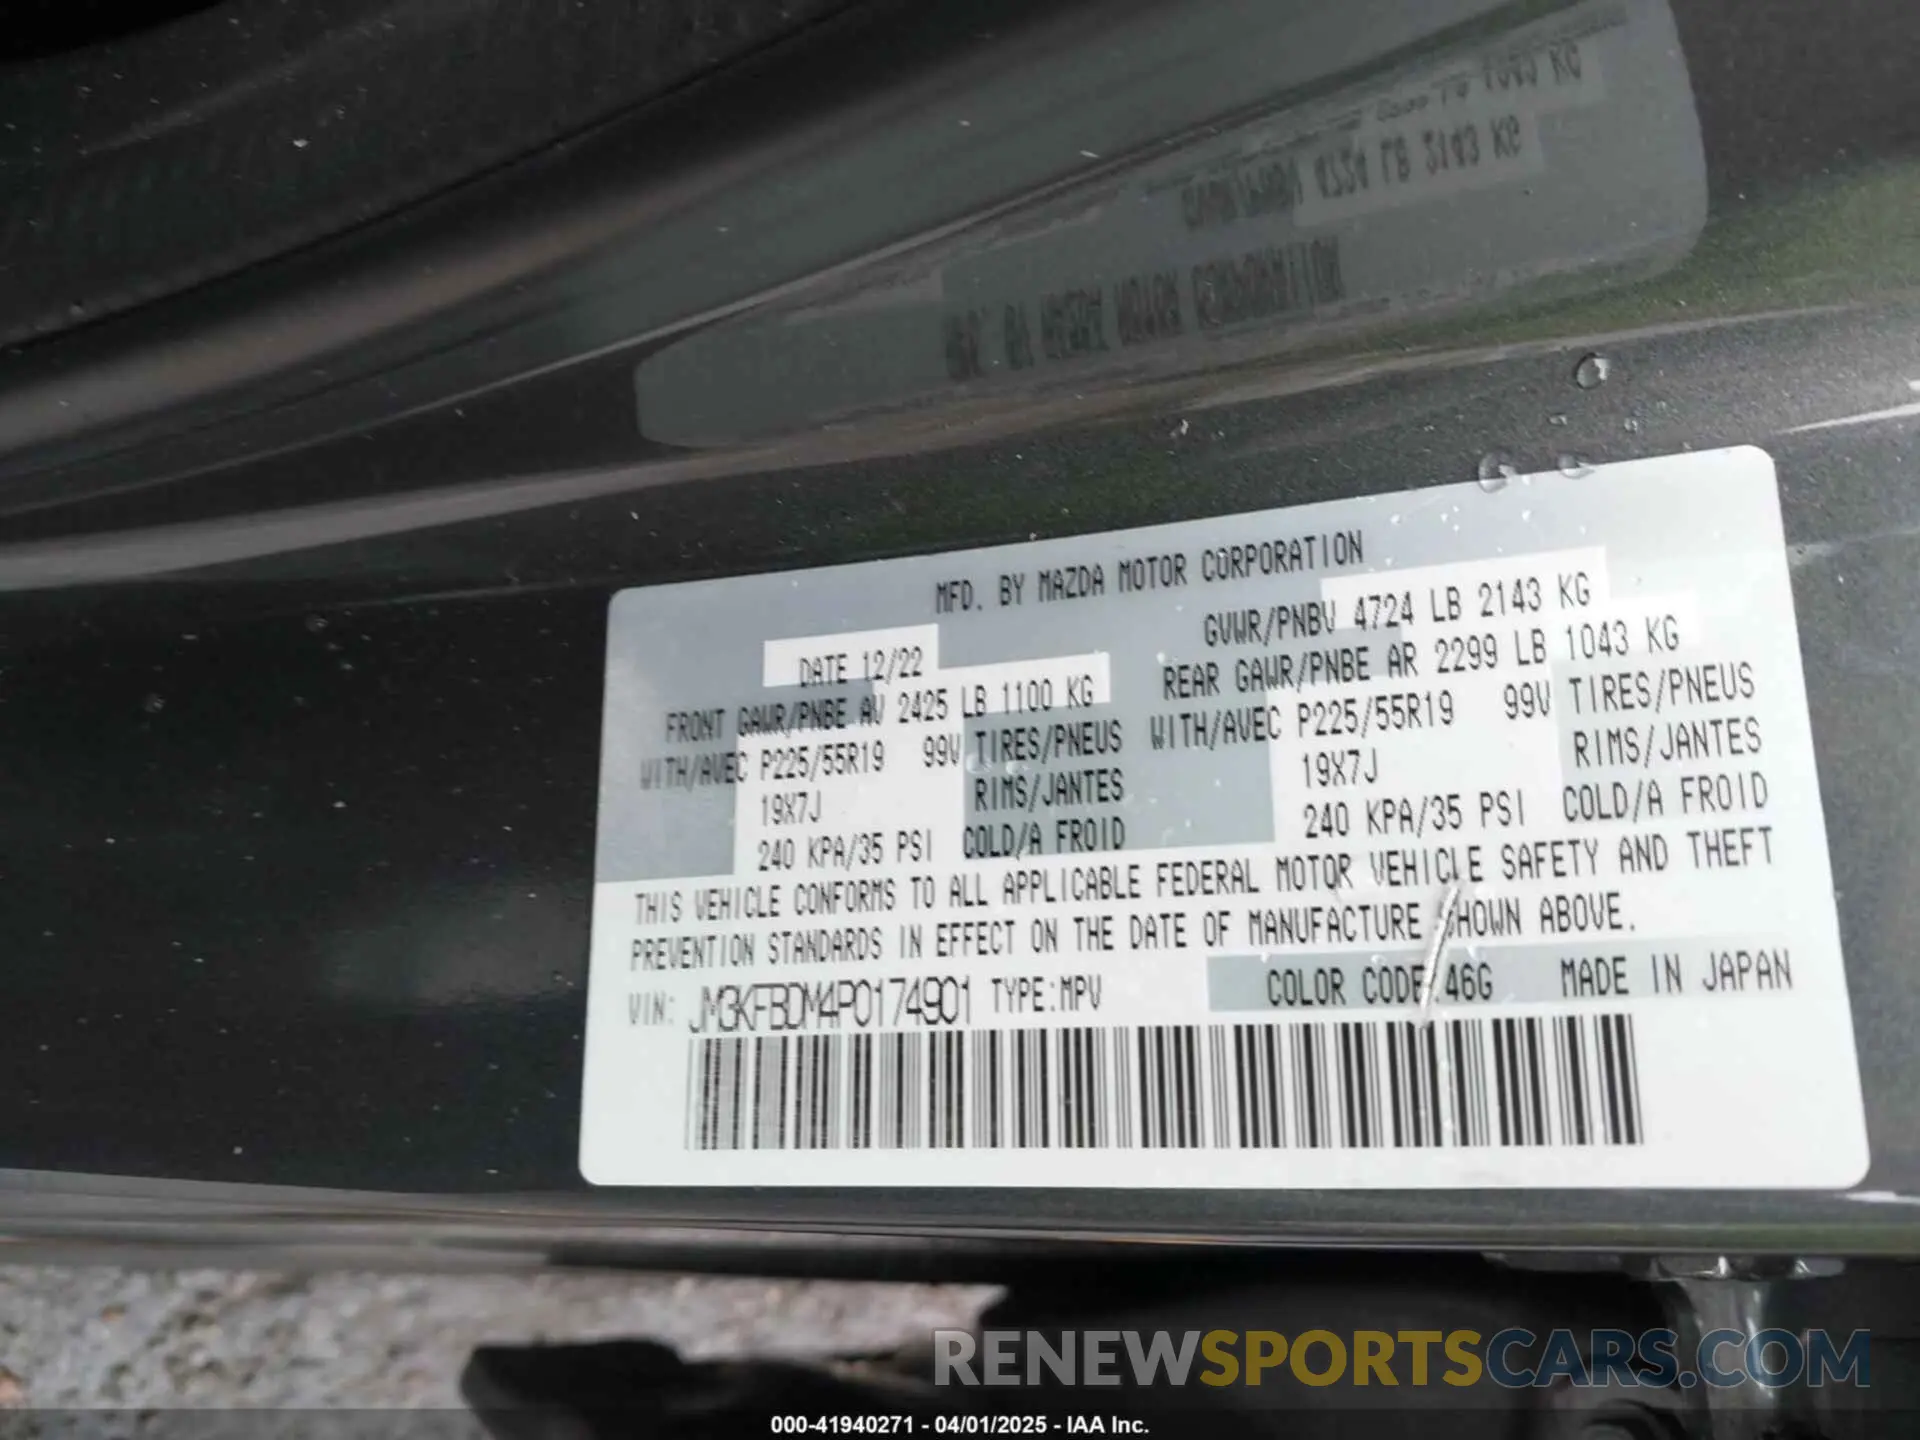 MFD. BY MAZDA MOTOR CORPORATION
DATE 12/22 GVWR/PNBV 4724 LB 2143 KG
FRONT GAWR/PNBE AV 2425 LB 1100 KG REAR GAWR/PNBE AR 2299 LB 1043 KG
WITH/AVEC P225/55R19 99V TIRES/PNEUS WITH/AVEC P225/55R19 99V TIRES/PNEUS
19X7J RIMS/JANTES 19X7J RIMS/JANTES
240 KPA/35 PSI COLD/A FROID 240 KPA/35 PSI COLD/A FROID
THIS VEHICLE CONFORMS TO ALL APPLICABLE FEDERAL MOTOR VEHICLE SAFETY AND THEFT
PREVENTION STANDARDS IN EFFECT ON THE DATE OF MANUFACTURE SHOWN ABOVE.
VIN: JM3KFBDM4P0174901 TYPE:MPV COLOR CODE:46G MADE IN JAPAN
RENEWSPORTSCARS.COM
000-41940271 - 04/01/2025 - IAA Inc.